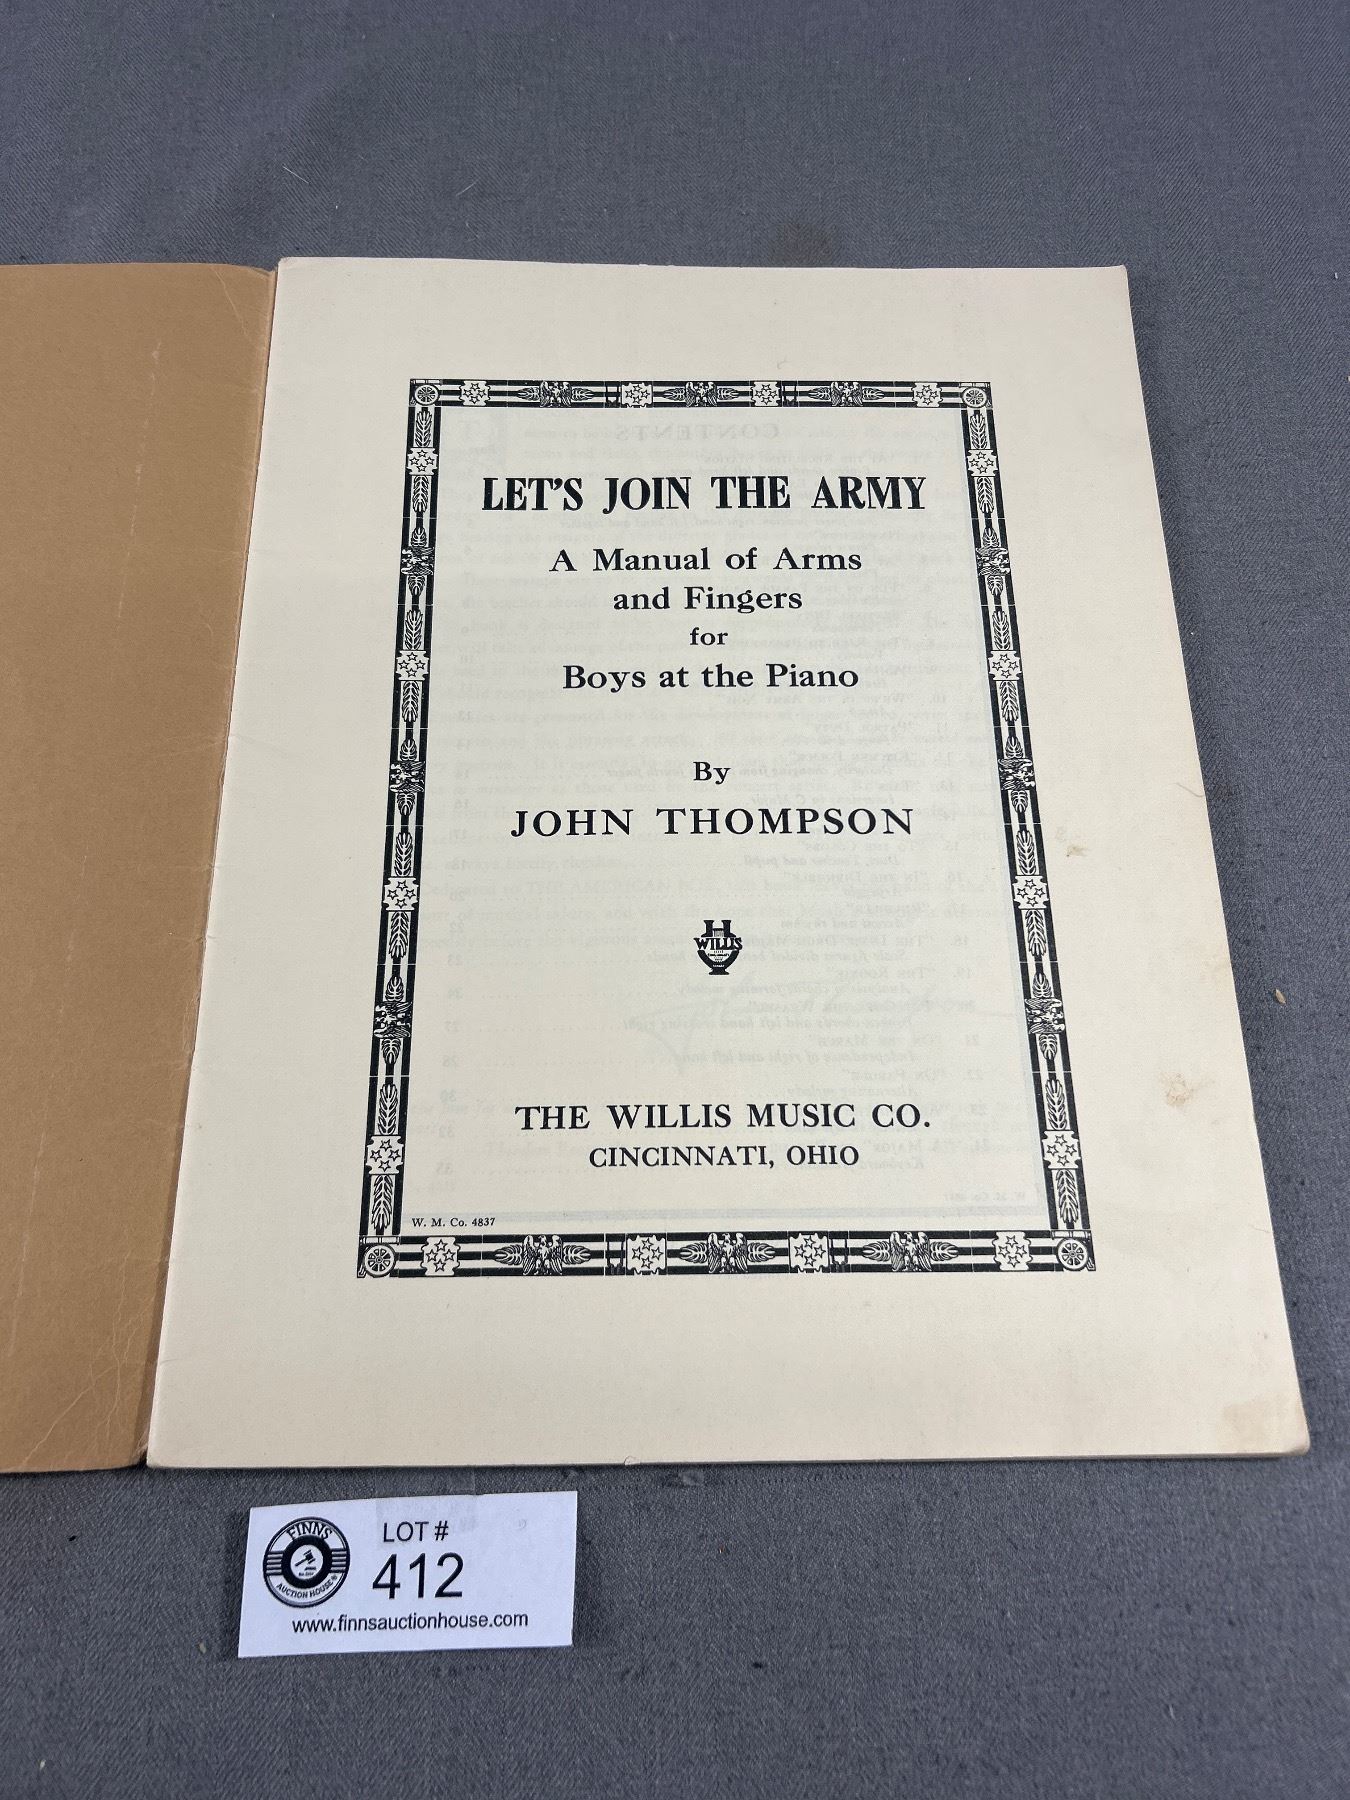 LET'S JOIN THE ARMY
A Manual of Arms
and Fingers
for
Boys at the Piano
By
JOHN THOMPSON
WILLIS
THE WILLIS MUSIC CO.
CINCINNATI, OHIO
W. M. Co. 4837
FINNS
AUCTION HOUSE
LOT #
412
www.finnsauctionhouse.com